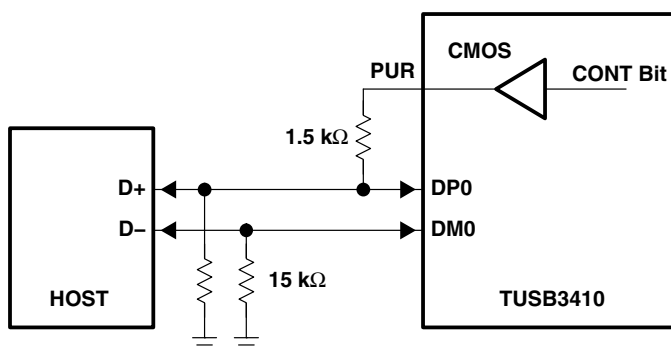 CMOS
PUR
CONT Bit
1.5 kΩ
D+
DP0
D−
DM0
15 kΩ
HOST
TUSB3410